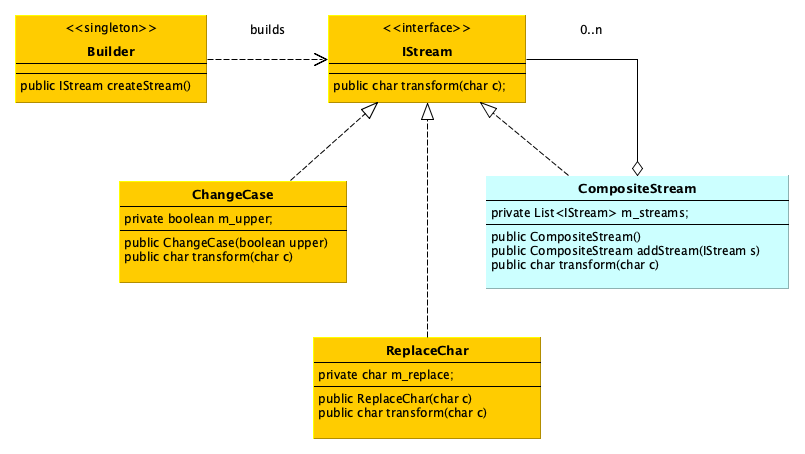 <<singleton>>
Builder
public IStream createStream()
builds
<<interface>>
IStream
public char transform(char c);
0..n
ChangeCase
private boolean m_upper;
public ChangeCase(boolean upper)
public char transform(char c)
CompositeStream
private List<IStream> m_streams;
public CompositeStream()
public CompositeStream addStream(IStream s)
public char transform(char c)
ReplaceChar
private char m_replace;
public ReplaceChar(char c)
public char transform(char c)